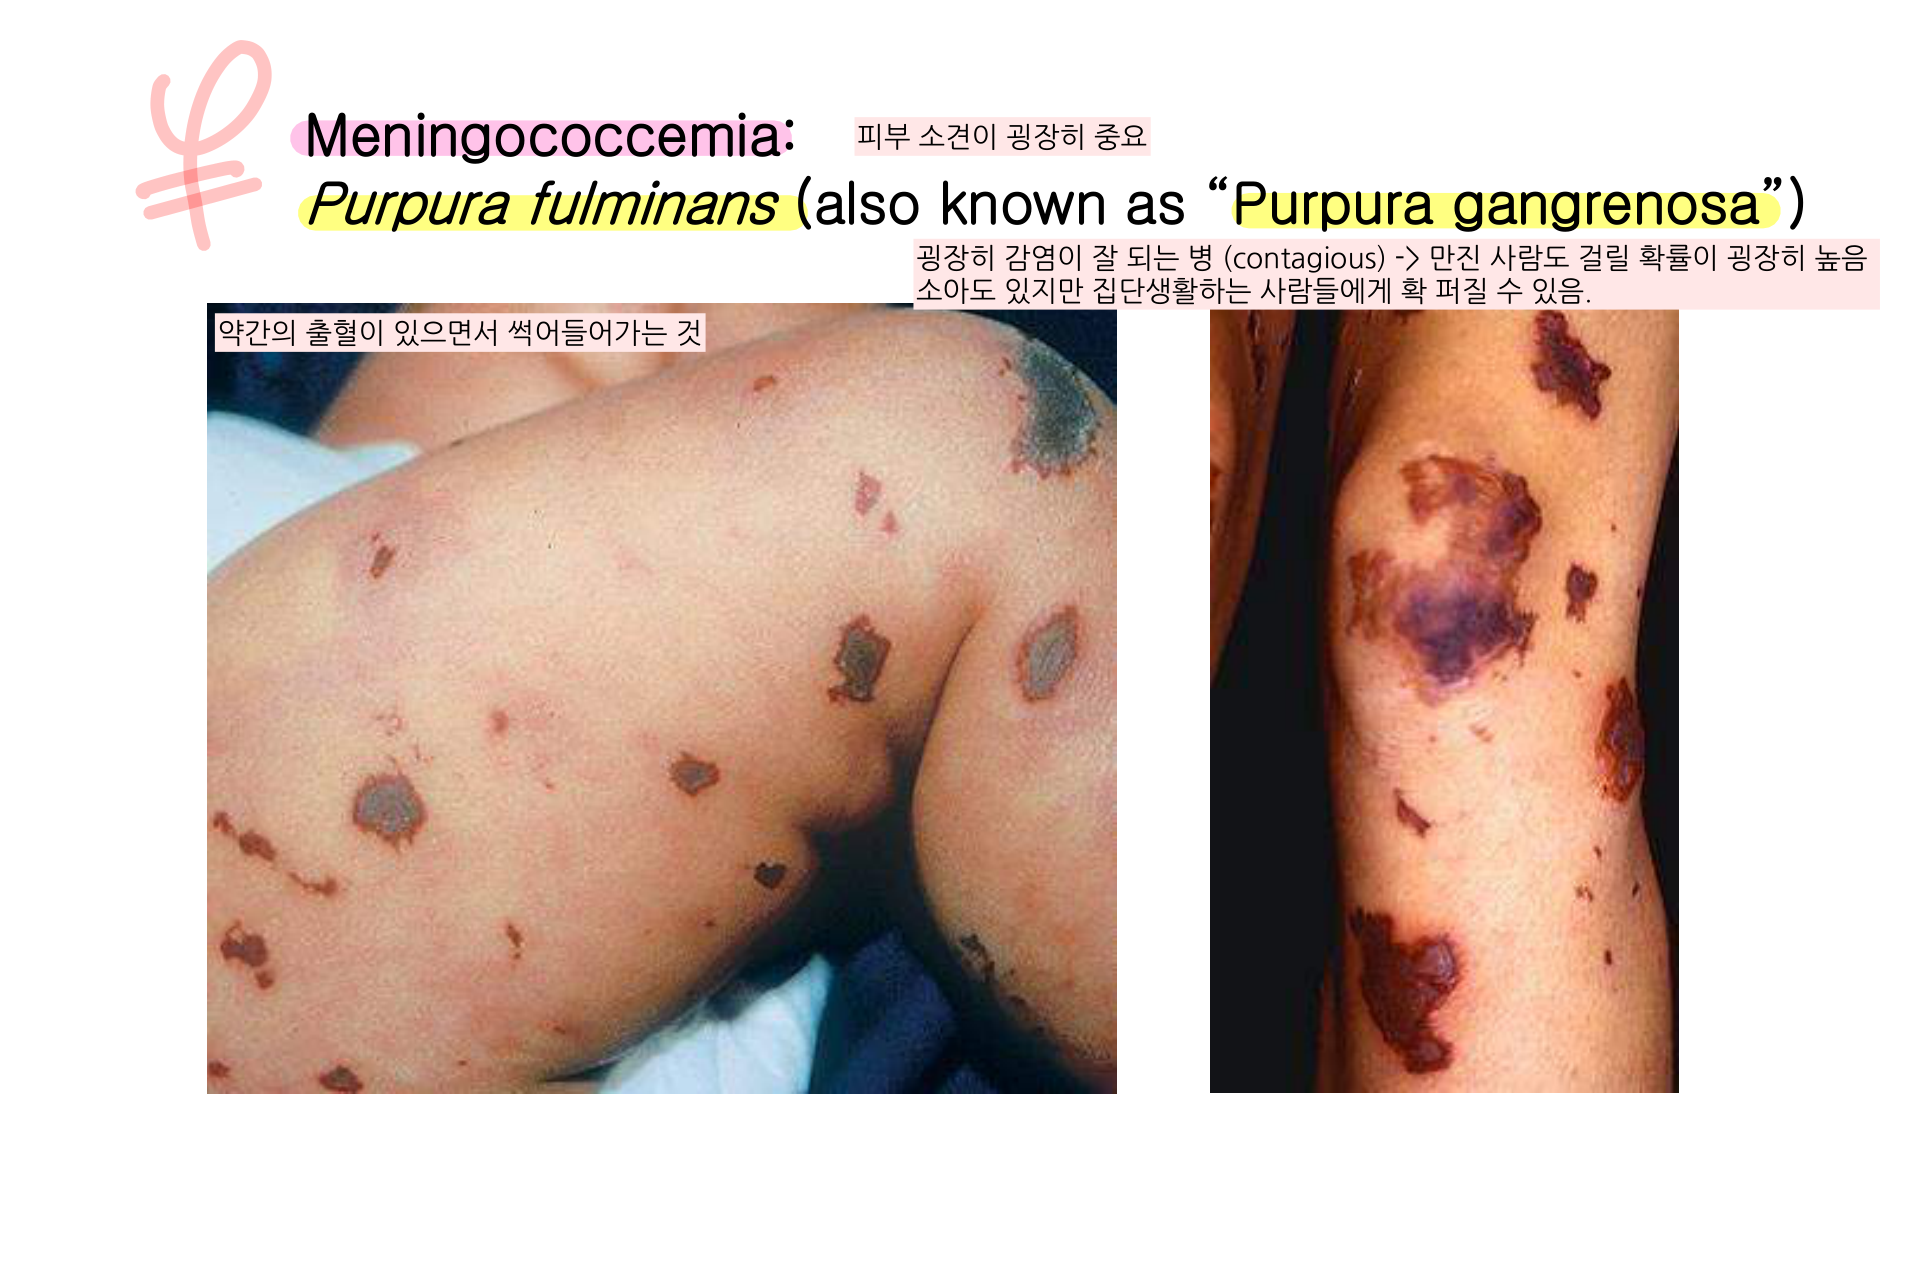 Meningococcemia:
피부 소견이 굉장히 중요
Purpura fulminans (also known as “Purpura gangrenosa”)
굉장히 감염이 잘 되는 병 (contagious) -> 만진 사람도 걸릴 확률이 굉장히 높음
소아도 있지만 집단생활하는 사람들에게 확 퍼질 수 있음.
약간의 출혈이 있으면서 썩어들어가는 것